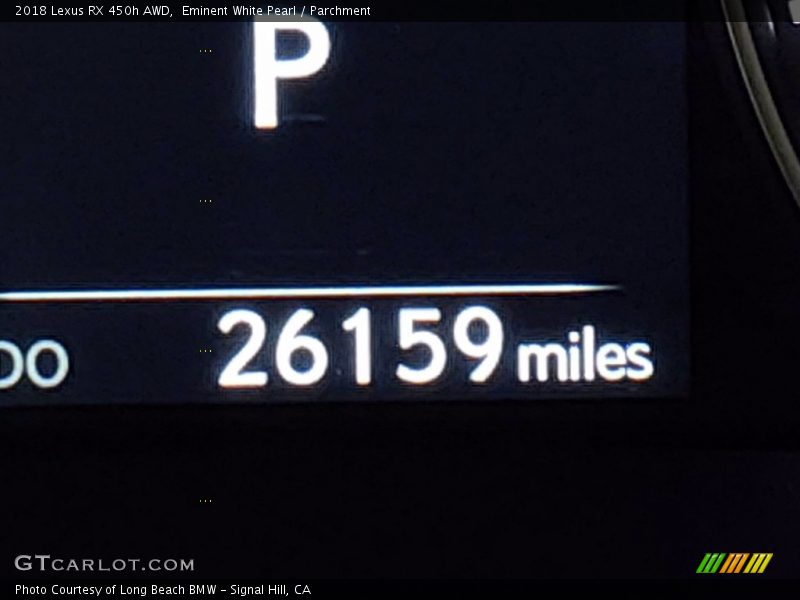 2018 Lexus RX 450h AWD,  Eminent White Pearl / Parchment
P
DO 26159 miles
GTCARLOT.COM
Photo Courtesy of Long Beach BMW - Signal Hill, CA